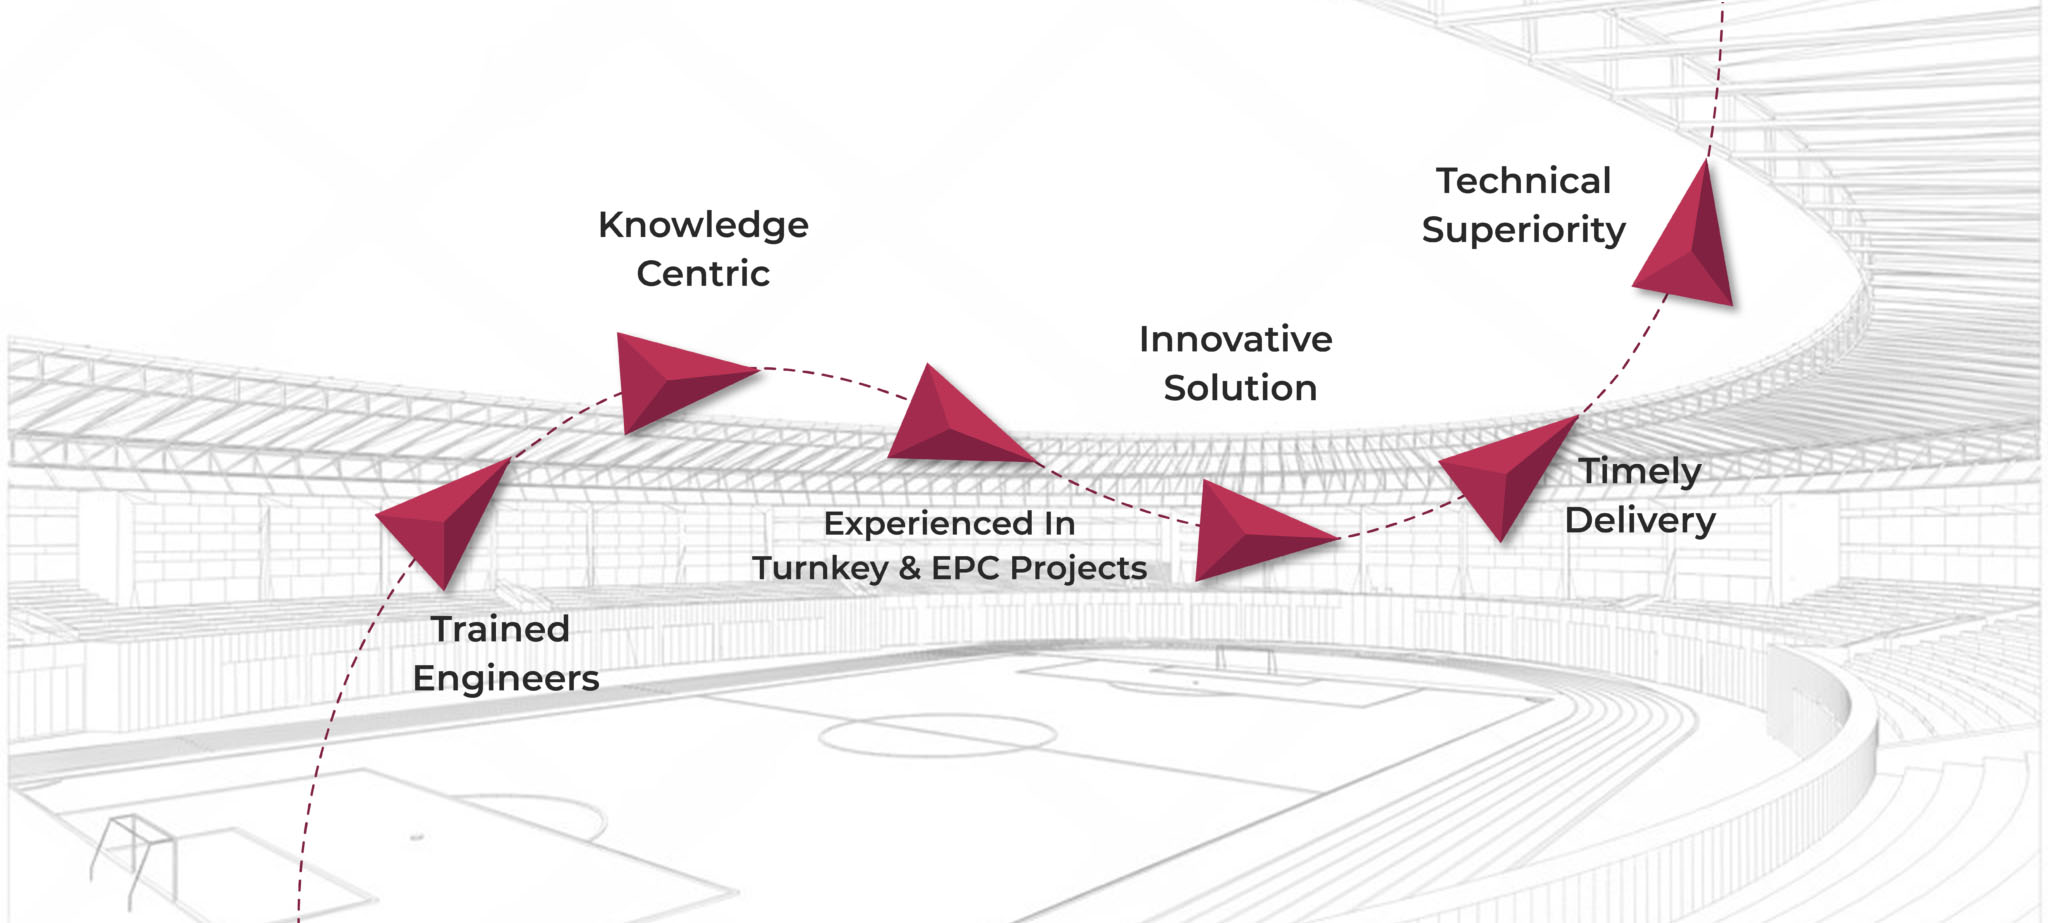 Trained
Engineers
Knowledge
Centric
Experienced In
Turnkey & EPC Projects
Innovative
Solution
Timely
Delivery
Technical
Superiority